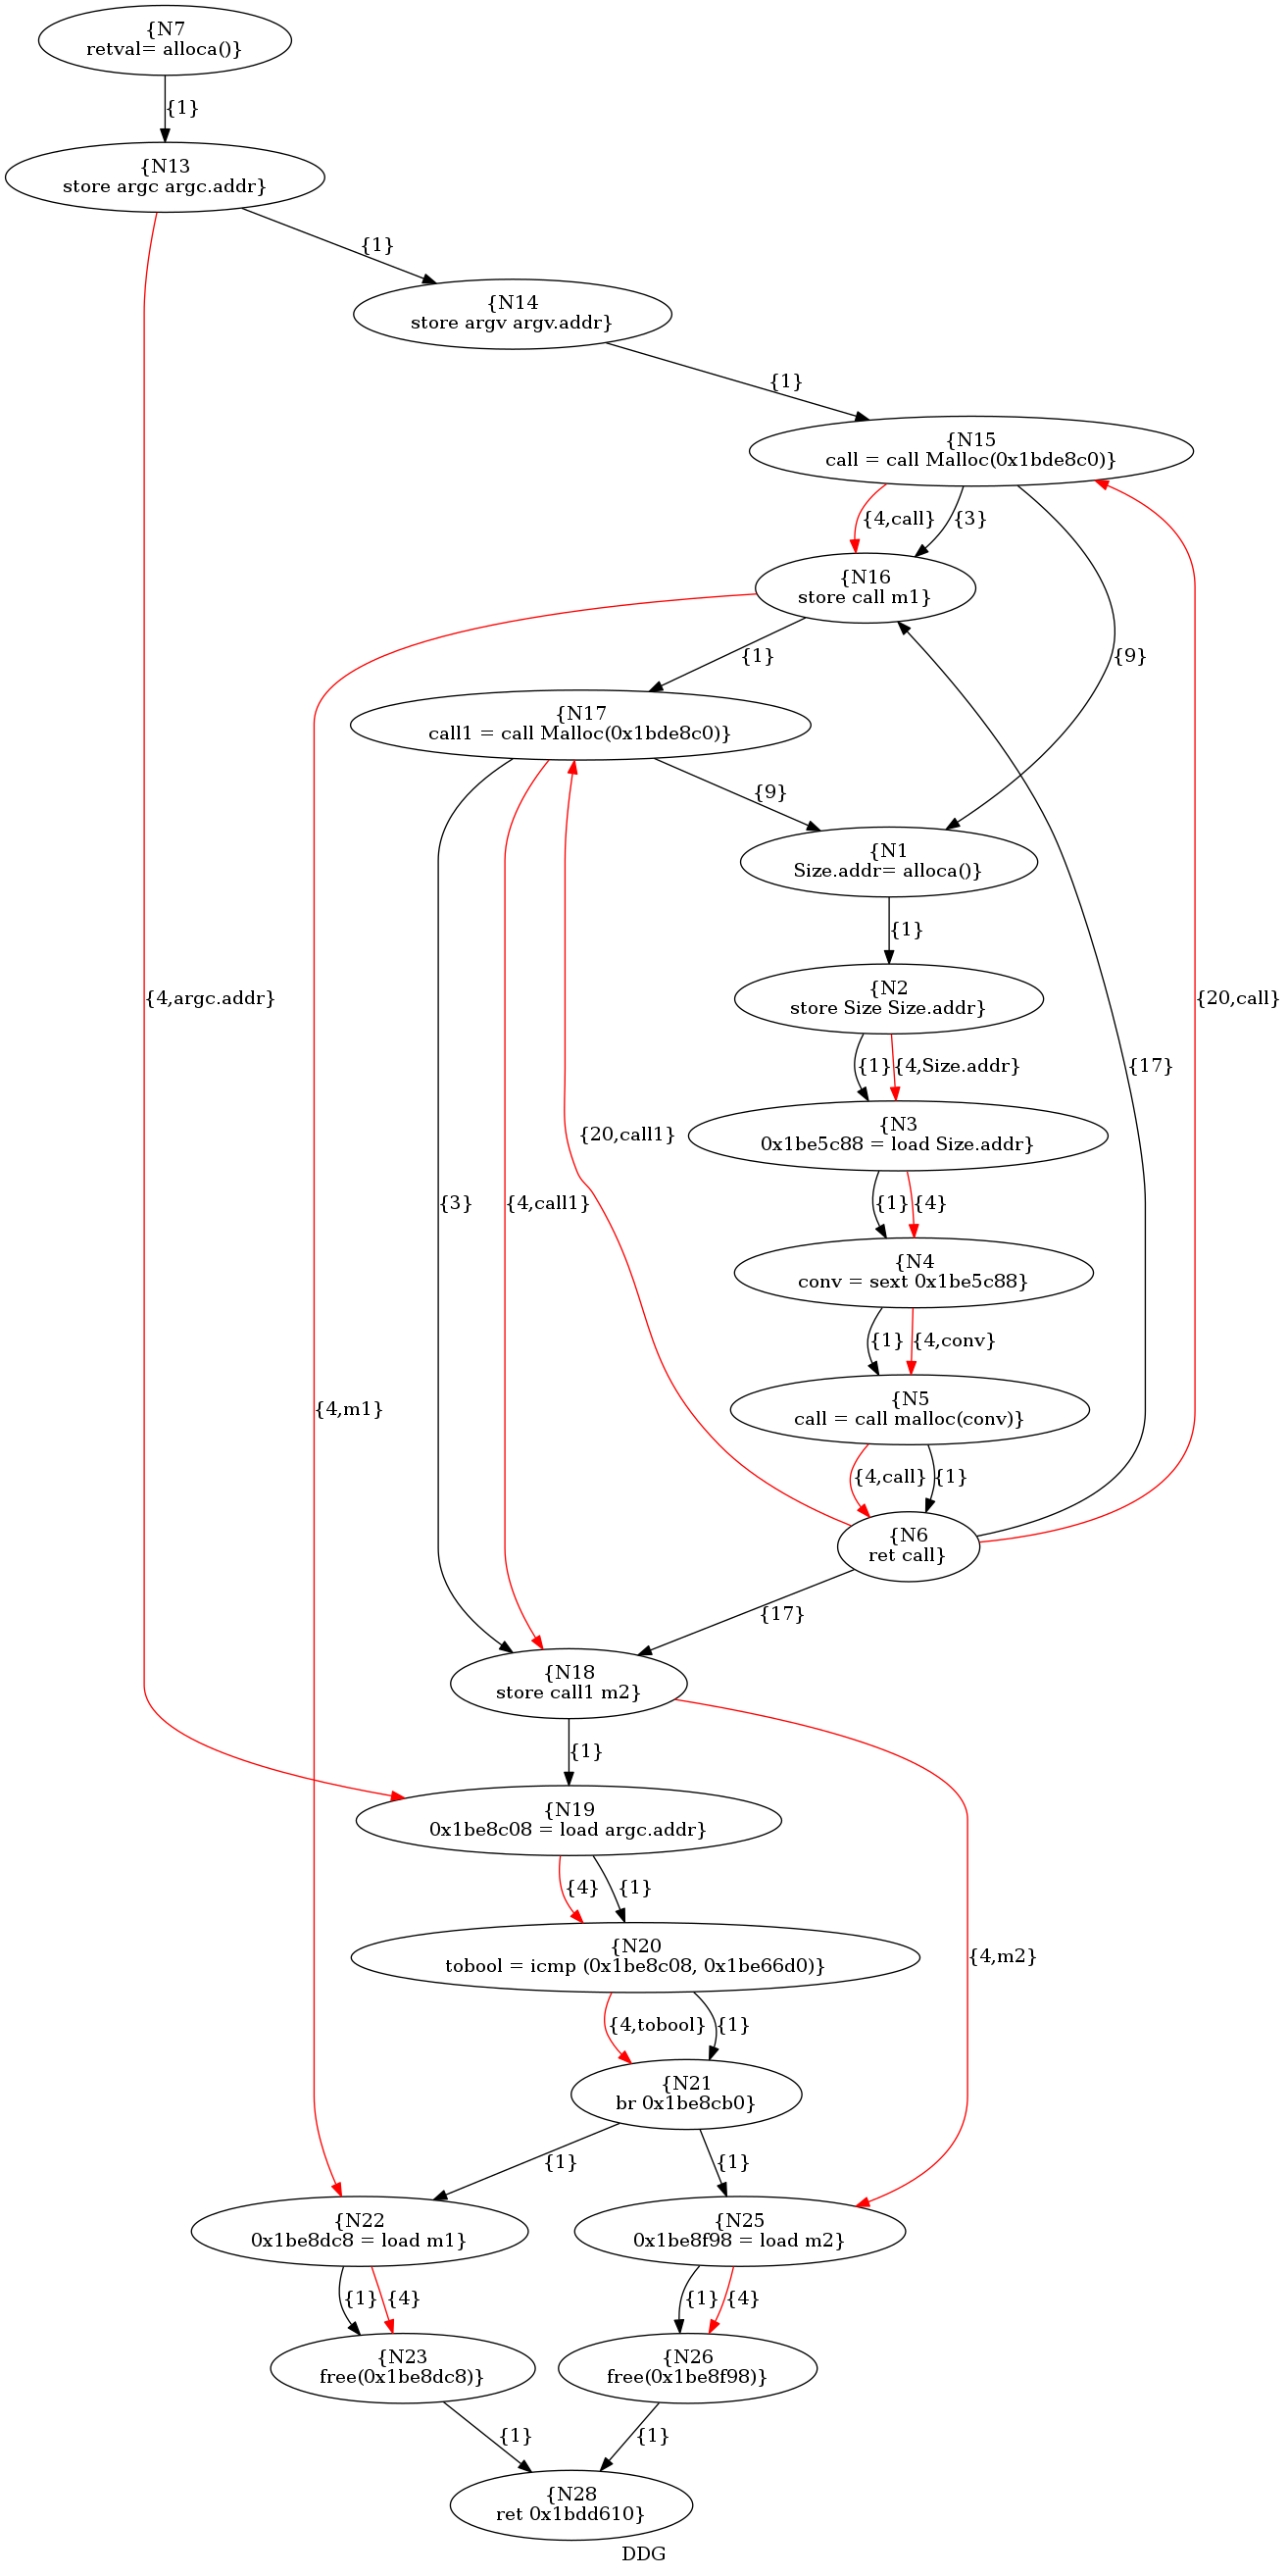 {N7
retval= alloca()}
{1}
{N13
store argc argc.addr}
{1}
{N14
store argv argv.addr}
{1}
{N15
call = call Malloc(0x1bde8c0)}
{4,call}
{3}
{N16
store call m1}
{1}
{9}
{N17
call1 = call Malloc(0x1bde8c0)}
{9}
{N1
Size.addr= alloca()}
{1}
{N2
store Size Size.addr}
{4,argc.addr}
{20,call}
{1}
{4,Size.addr}
{17}
{N3
0x1be5c88 = load Size.addr}
{20,call1}
{3}
{4,call1}
{1}
{4}
{N4
conv = sext 0x1be5c88}
{1}
{4,conv}
{4,m1}
{N5
call = call malloc(conv)}
{4,call}
{1}
{N6
ret call}
{17}
{N18
store call1 m2}
{1}
{N19
0x1be8c08 = load argc.addr}
{4}
{1}
{N20
tobool = icmp (0x1be8c08, 0x1be66d0)}
{4,m2}
{4,tobool}
{1}
{N21
br 0x1be8cb0}
{1}
{1}
{N22
0x1be8dc8 = load m1}
{N25
0x1be8f98 = load m2}
{1}
{4}
{1}
{4}
{N23
free(0x1be8dc8)}
{N26
free(0x1be8f98)}
{1}
{1}
{N28
ret 0x1bdd610}
DDG